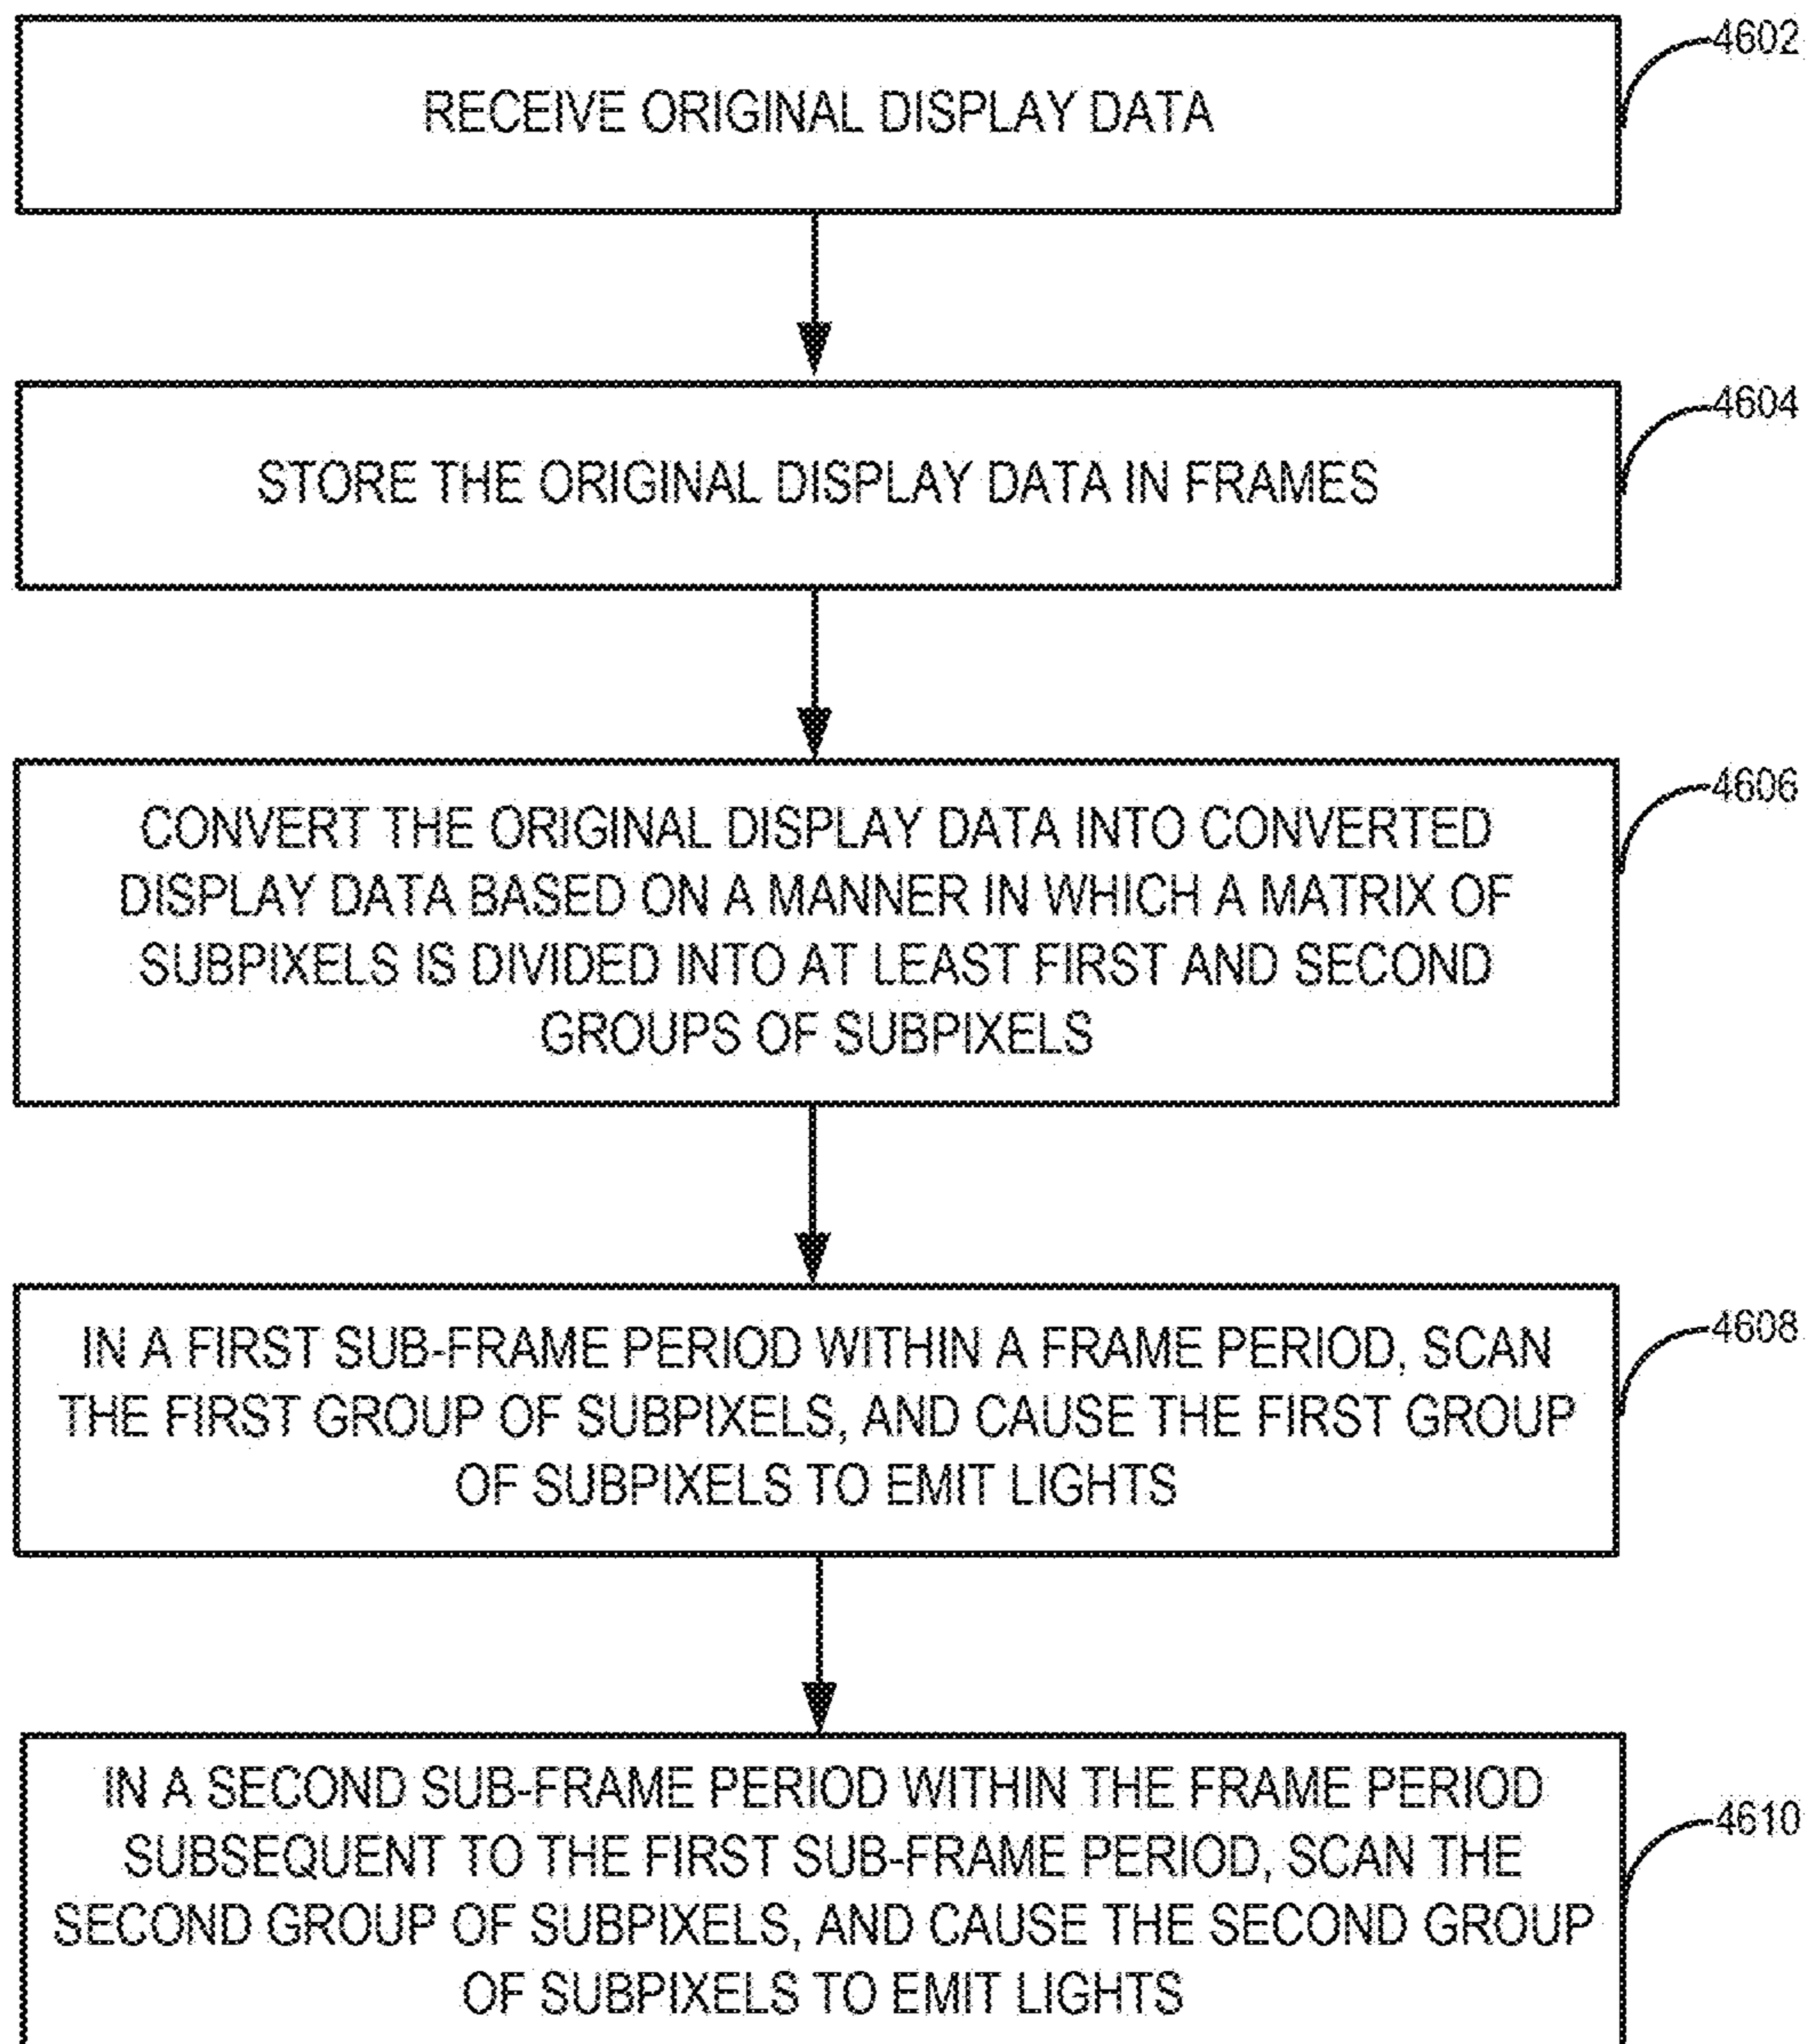 4602
RECEIVE ORIGINAL DISPLAY DATA
4604
STORE THE ORIGINAL DISPLAY DATA IN FRAMES
4606
CONVERT THE ORIGINAL DISPLAY DATA INTO CONVERTED
DISPLAY DATA BASED ON A MANNER IN WHICH A MATRIX OF
SUBPIXELS IS DIVIDED INTO AT LEAST FIRST AND SECOND
GROUPS OF SUBPIXELS
4608
IN A FIRST SUB-FRAME PERIOD WITHIN A FRAME PERIOD, SCAN
THE FIRST GROUP OF SUBPIXELS, AND CAUSE THE FIRST GROUP
OF SUBPIXELS TO EMIT LIGHTS
4610
IN A SECOND SUB-FRAME PERIOD WITHIN THE FRAME PERIOD
SUBSEQUENT TO THE FIRST SUB-FRAME PERIOD, SCAN THE
SECOND GROUP OF SUBPIXELS, AND CAUSE THE SECOND GROUP
OF SUBPIXELS TO EMIT LIGHTS